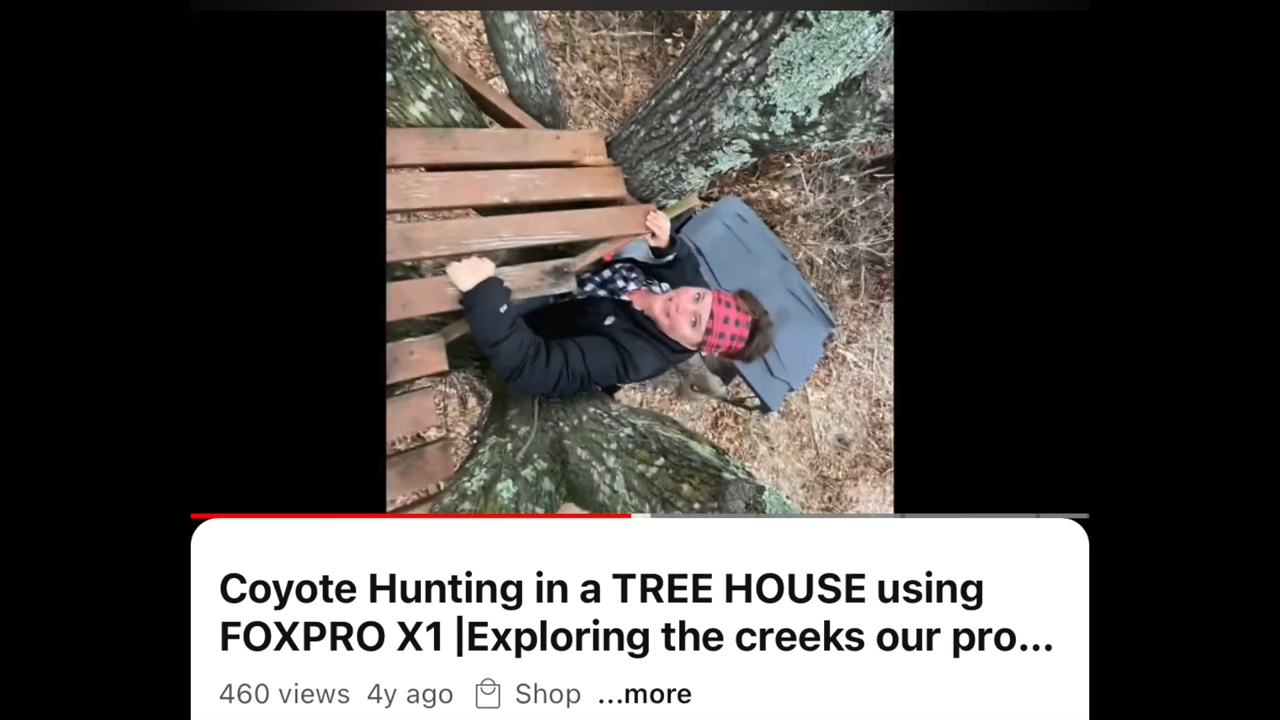 Coyote Hunting in a TREE HOUSE using
FOXPRO X1 |Exploring the creeks our pro...
460 views 4y ago Shop ...more